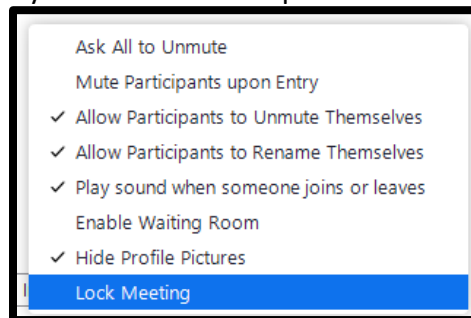 Ask All to Unmute
Mute Participants upon Entry
✓ Allow Participants to Unmute Themselves
✓ Allow Participants to Rename Themselves
✓ Play sound when someone joins or leaves
Enable Waiting Room
✓ Hide Profile Pictures
Lock Meeting